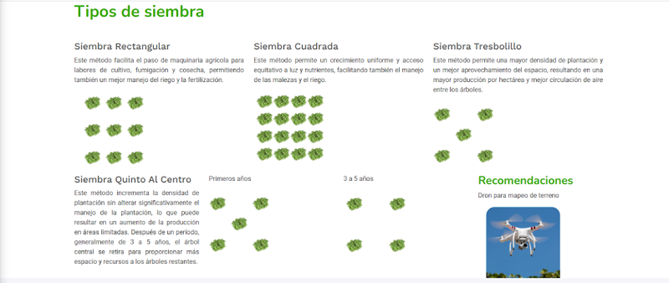 Tipos de siembra
Siembra Rectangular
Este método facilita el paso de maquinaria agrícola para
labores de cultivo, fumigación y cosecha, permitiendo
también un mejor manejo del riego y la fertilización.
Siembra Cuadrada
Este método permite un crecimiento uniforme y acceso
equitativo a luz y nutrientes, facilitando también el manejo
de las malezas y el riego.
Siembra Tresbolillo
Este método permite una mayor densidad de plantación y
un mejor aprovechamiento del espacio, resultando en una
mayor producción por hectárea y mejor circulación de aire
entre los árboles.
Siembra Quinto Al Centro
Este método incrementa la densidad de
plantación sin alterar significativamente el
manejo de la plantación, lo que puede
resultar en un aumento de la producción
en áreas limitadas. Después de un período,
generalmente de 3 a 5 años, el árbol
central se retira para proporcionar más
espacio y recursos a los árboles restantes.
Primeros años
3 a 5 años
Recomendaciones
Dron para mapeo de terreno